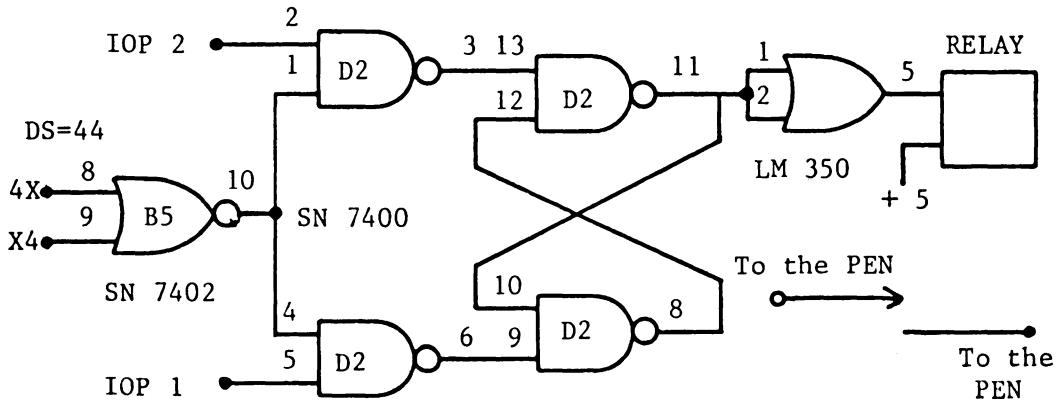 2
IOP 2
1
D2
3
13
12
D2
11
1
2
5
RELAY
LM 350
+ 5
DS=44
4X
8
X4
9
B5
10
SN 7402
SN 7400
4
5
IOP 1
D2
6
10
9
D2
8
To the PEN
To the
PEN